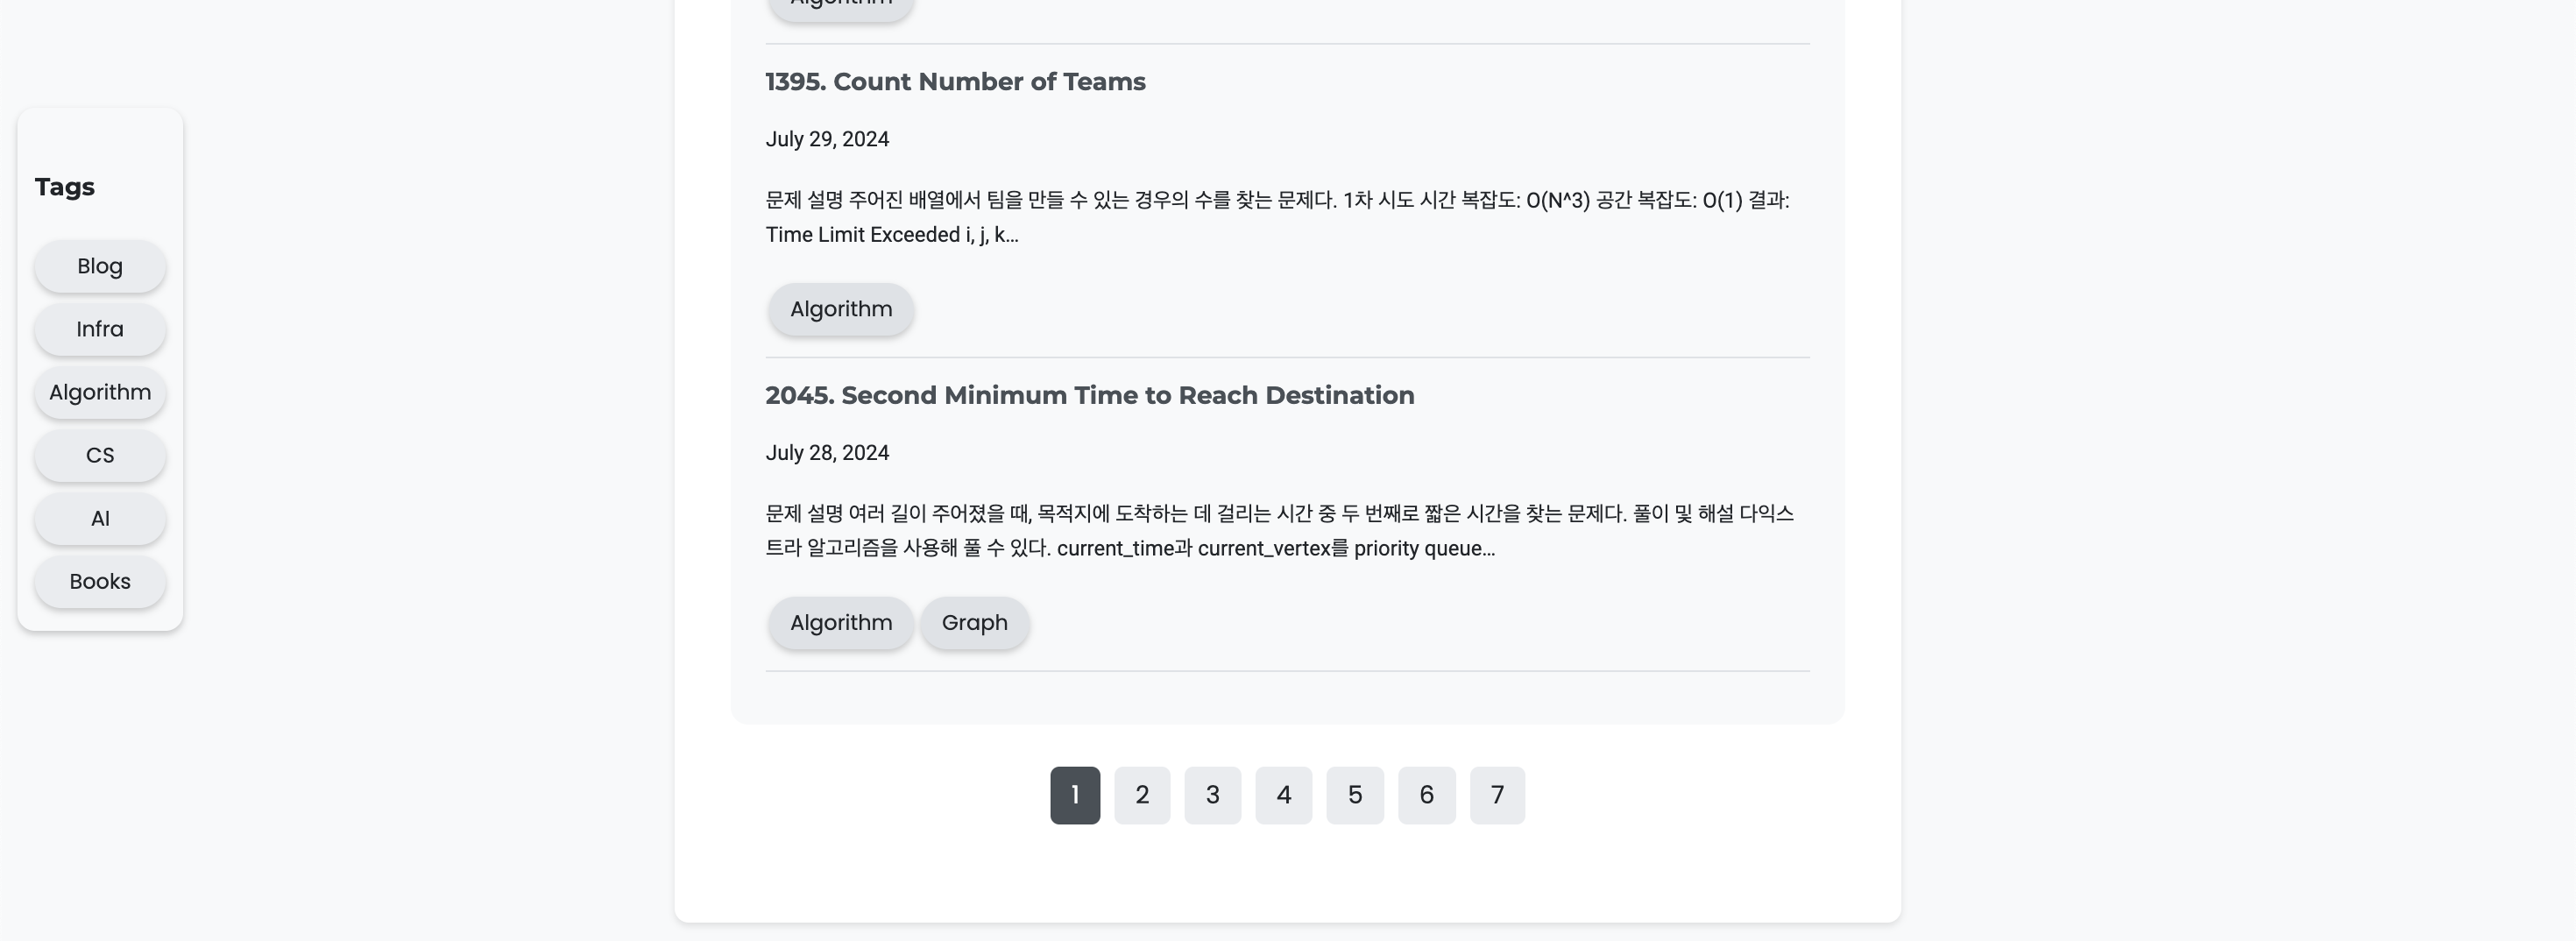 Algorithm
1395. Count Number of Teams
July 29, 2024
문제 설명 주어진 배열에서 팀을 만들 수 있는 경우의 수를 찾는 문제다. 1차 시도 시간 복잡도: O(N^3) 공간 복잡도: O(1) 결과:
Time Limit Exceeded i, j, k...
Algorithm
2045. Second Minimum Time to Reach Destination
July 28, 2024
문제 설명 여러 길이 주어졌을 때, 목적지에 도착하는 데 걸리는 시간 중 두 번째로 짧은 시간을 찾는 문제다. 풀이 및 해설 다익스
트라 알고리즘을 사용해 풀 수 있다. current_time과 current_vertex를 priority queue...
Algorithm Graph
1 2 3 4 5 6 7
Tags
Blog
Infra
Algorithm
CS
AI
Books